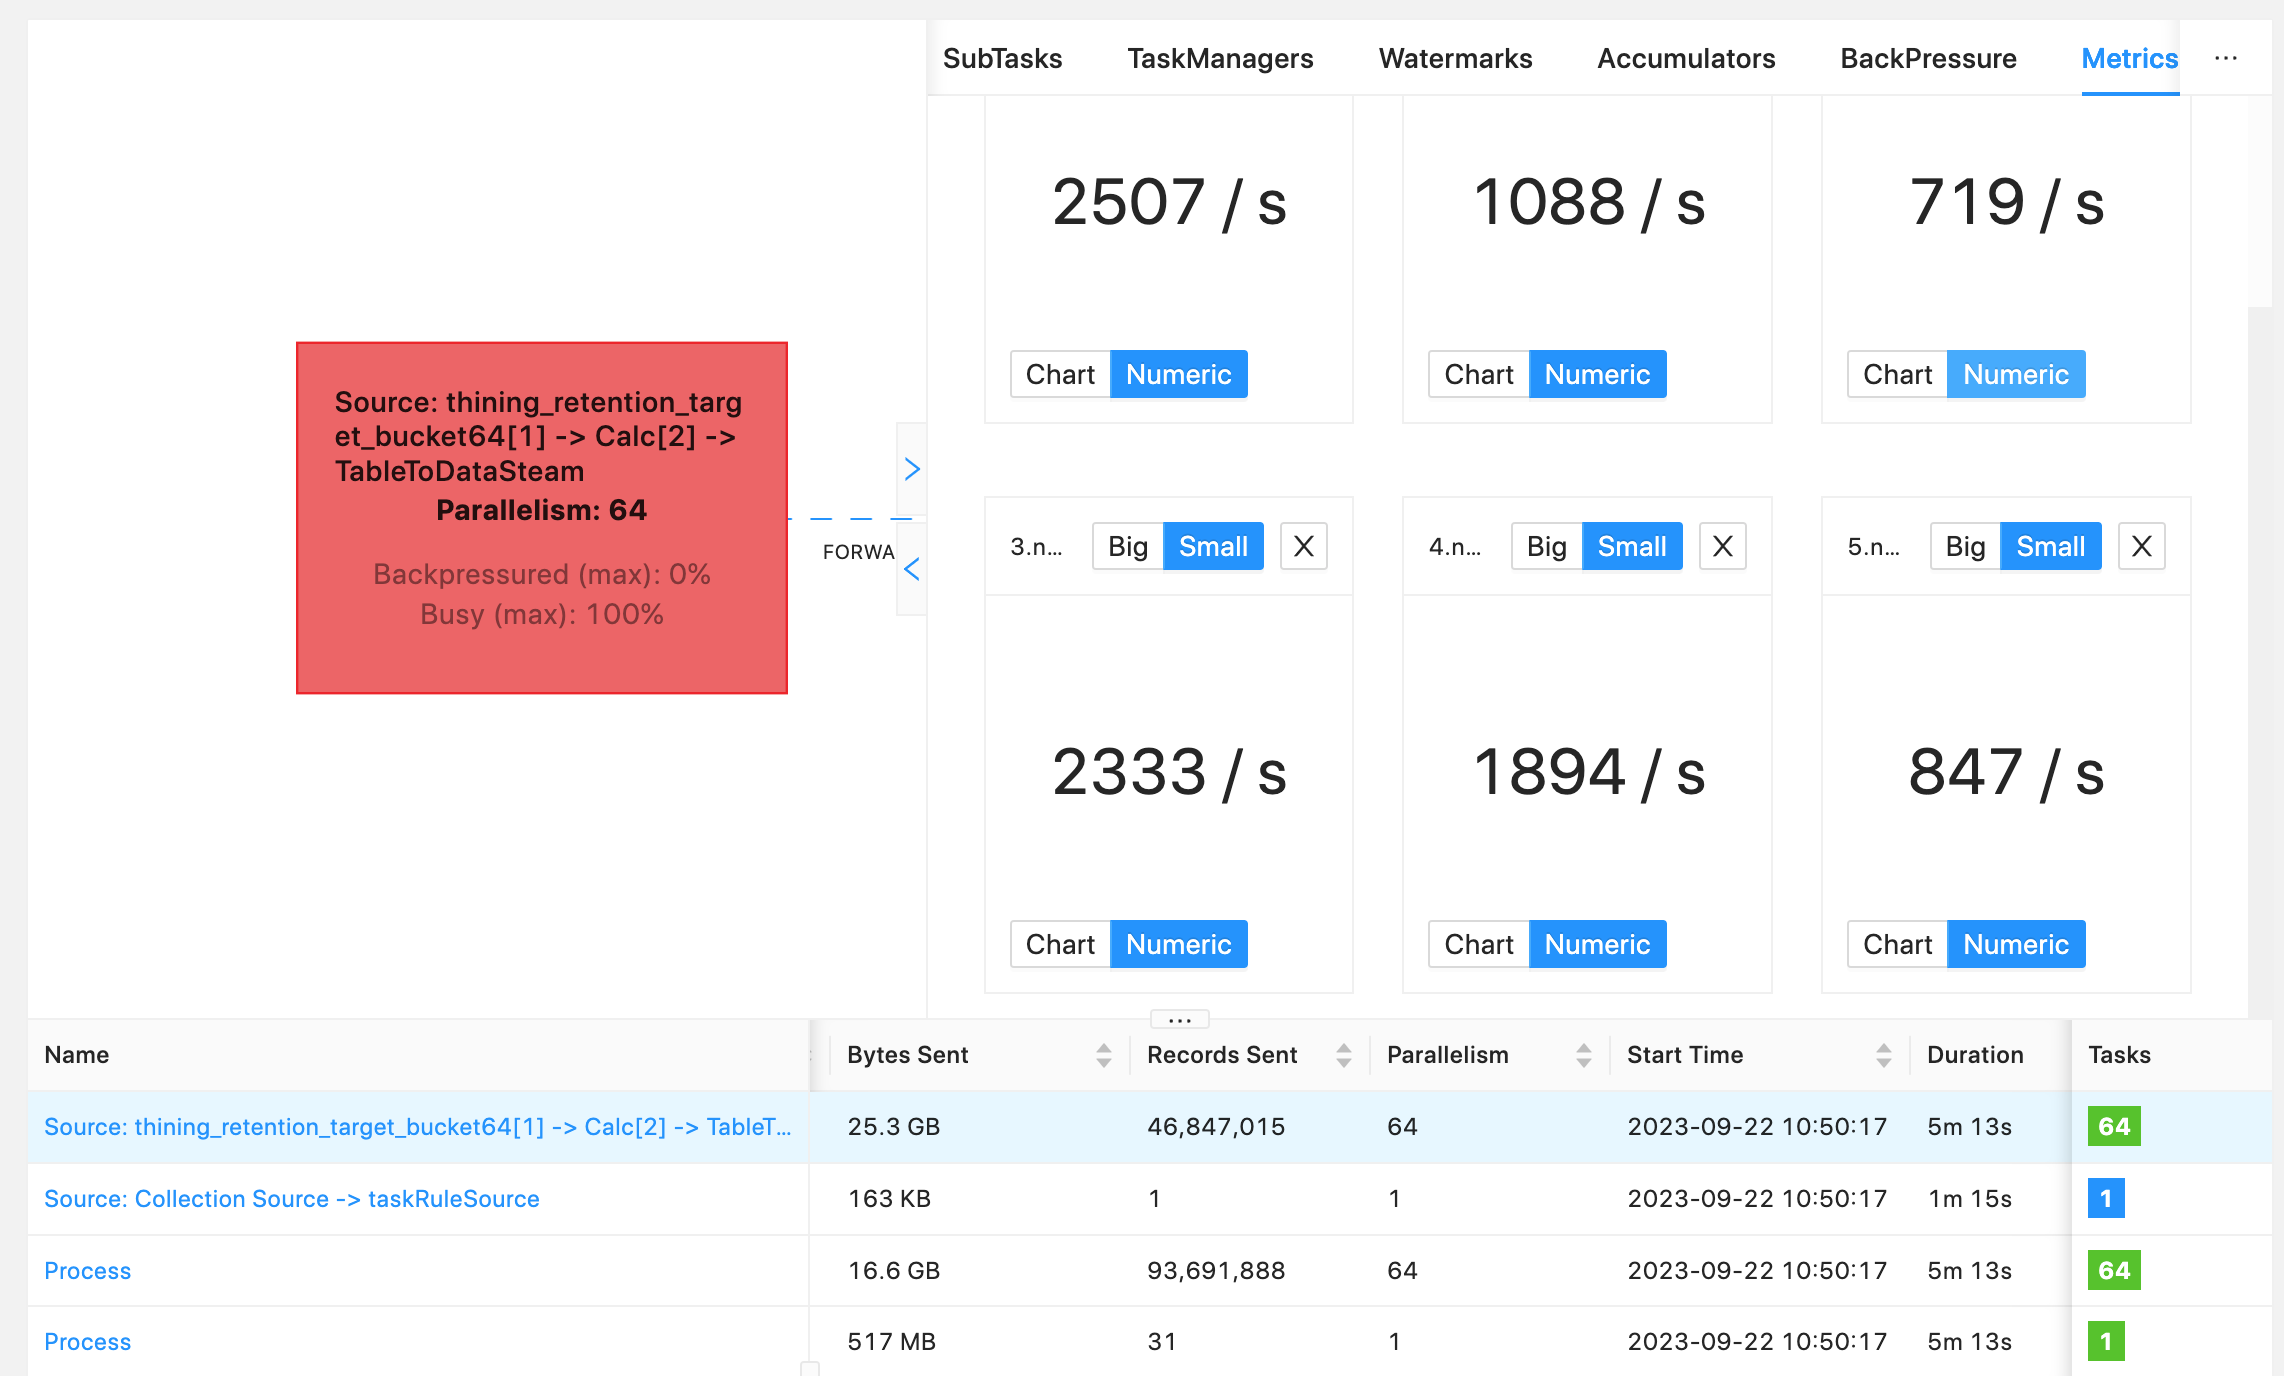 SubTasks TaskManagers Watermarks Accumulators BackPressure Metrics ...
2507 / s 1088 / s 719 / s
Chart Numeric Chart Numeric Chart Numeric
Source: thining_retention_targ
et_bucket64[1] -> Calc[2] ->
TableToDataSteam
Parallelism: 64
Backpressured (max): 0%
Busy (max): 100%
FORWA
3.n... Big Small X 4.n... Big Small X 5.n... Big Small X
2333 / s 1894 / s 847 / s
Chart Numeric Chart Numeric Chart Numeric
...
Name Bytes Sent Records Sent Parallelism Start Time Duration Tasks
Source: thining_retention_target_bucket64[1] -> Calc[2] -> TableT... 25.3 GB 46,847,015 64 2023-09-22 10:50:17 5m 13s 64
Source: Collection Source -> taskRuleSource 163 KB 1 1 2023-09-22 10:50:17 1m 15s 1
Process 16.6 GB 93,691,888 64 2023-09-22 10:50:17 5m 13s 64
Process 517 MB 31 1 2023-09-22 10:50:17 5m 13s 1